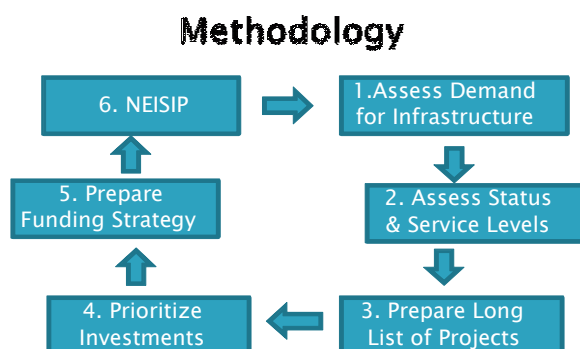 Methodology
6. NEISIP
1.Assess Demand
for Infrastructure
5. Prepare
Funding Strategy
2. Assess Status
& Service Levels
4. Prioritize
Investments
3. Prepare Long
List of Projects